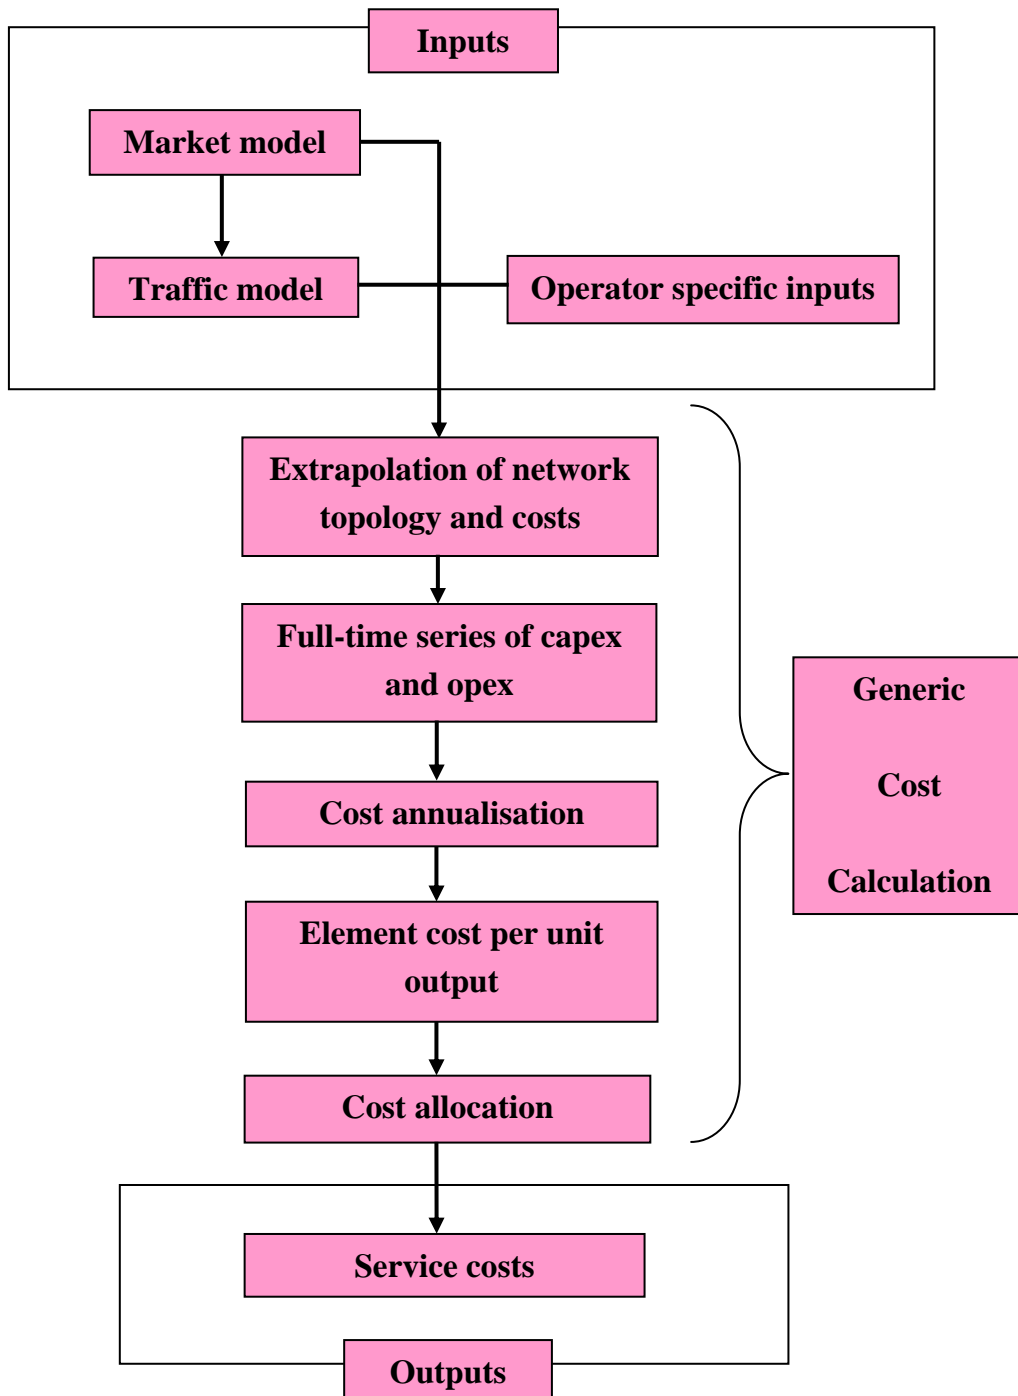 Inputs
Market model
Traffic model
Operator specific inputs
Extrapolation of network
topology and costs
Full-time series of capex
and opex
Generic
Cost
Calculation
Cost annualisation
Element cost per unit
output
Cost allocation
Service costs
Outputs